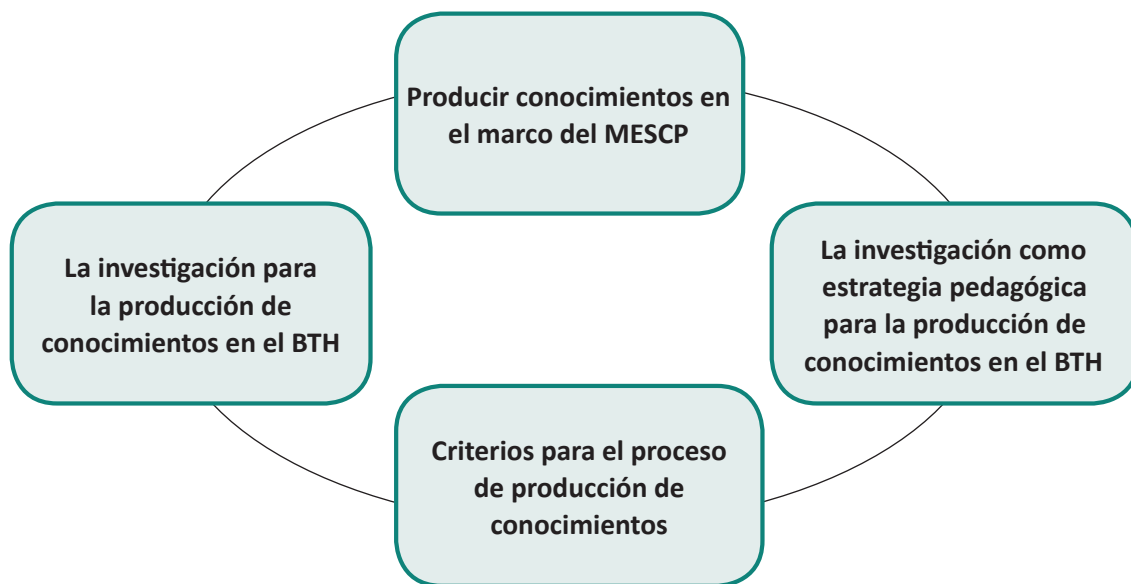 Producir conocimientos en
el marco del MESCP
La investigación para
la producción de
conocimientos en el BTH
La investigación como
estrategia pedagógica
para la producción de
conocimientos en el BTH
Criterios para el proceso
de producción de
conocimientos